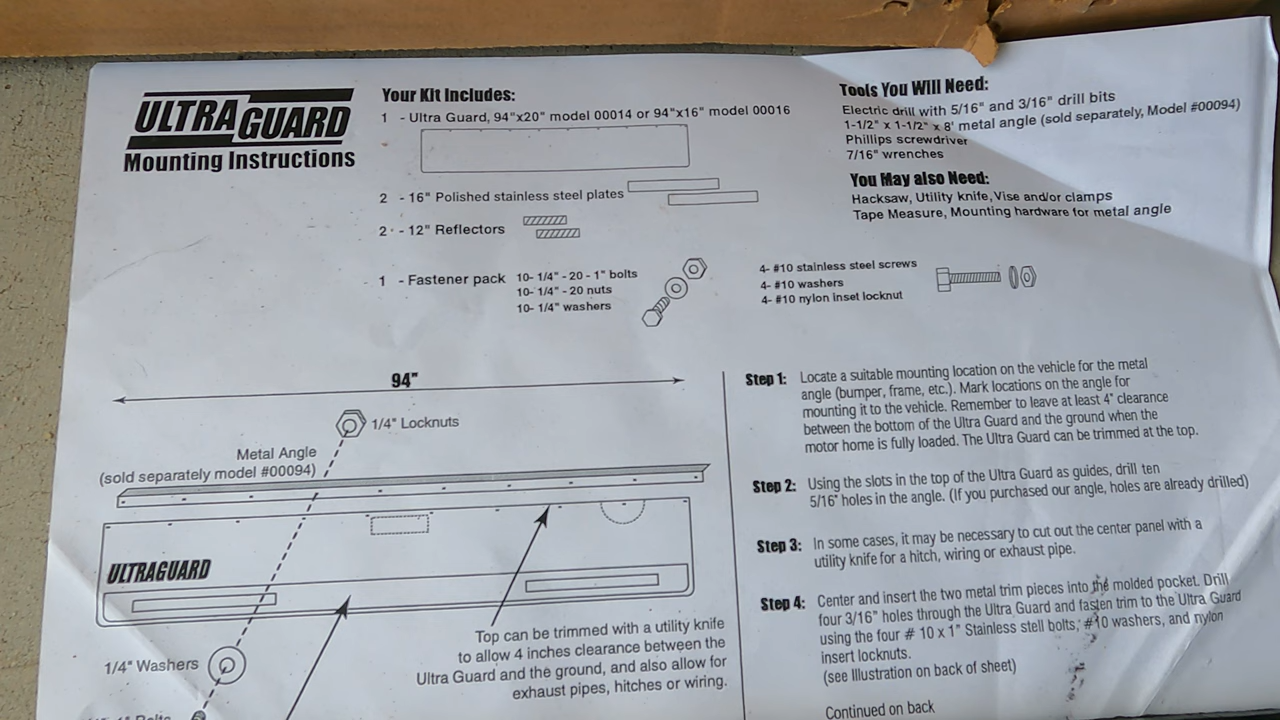 ULTRAGUARD
Mounting Instructions
Your Kit Includes:
1 - Ultra Guard, 94"x20" model 00014 or 94"x16" model 00016
2 - 16" Polished stainless steel plates
2 - 12" Reflectors
1 - Fastener pack
10- 1/4" - 20 - 1" bolts
10- 1/4" - 20 nuts
10- 1/4" washers
4- #10 stainless steel screws
4- #10 washers
4- #10 nylon inset locknut
Tools You Will Need:
Electric drill with 5/16" and 3/16" drill bits
1-1/2" x 1-1/2" x 8' metal angle (sold separately, Model #00094)
Phillips screwdriver
7/16" wrenches
You May also Need:
Hacksaw, Utility knife, Vise and/or clamps
Tape Measure, Mounting hardware for metal angle
94"
1/4" Locknuts
Metal Angle
(sold separately model #00094)
ULTRAGUARD
Top can be trimmed with a utility knife
to allow 4 inches clearance between the
Ultra Guard and the ground, and also allow for
exhaust pipes, hitches or wiring.
1/4" Washers
Step 1: Locate a suitable mounting location on the vehicle for the metal
angle (bumper, frame, etc.). Mark locations on the angle for
mounting it to the vehicle. Remember to leave at least 4" clearance
between the bottom of the Ultra Guard and the ground when the
motor home is fully loaded. The Ultra Guard can be trimmed at the top.
Step 2: Using the slots in the top of the Ultra Guard as guides, drill ten
5/16" holes in the angle. (If you purchased our angle, holes are already drilled)
Step 3: In some cases, it may be necessary to cut out the center panel with a
utility knife for a hitch, wiring or exhaust pipe.
Step 4: Center and insert the two metal trim pieces into the molded pocket. Drill
four 3/16" holes through the Ultra Guard and fasten trim to the Ultra Guard
using the four # 10 x 1" Stainless stell bolts, #10 washers, and nylon
insert locknuts.
(see Illustration on back of sheet)
Continued on back